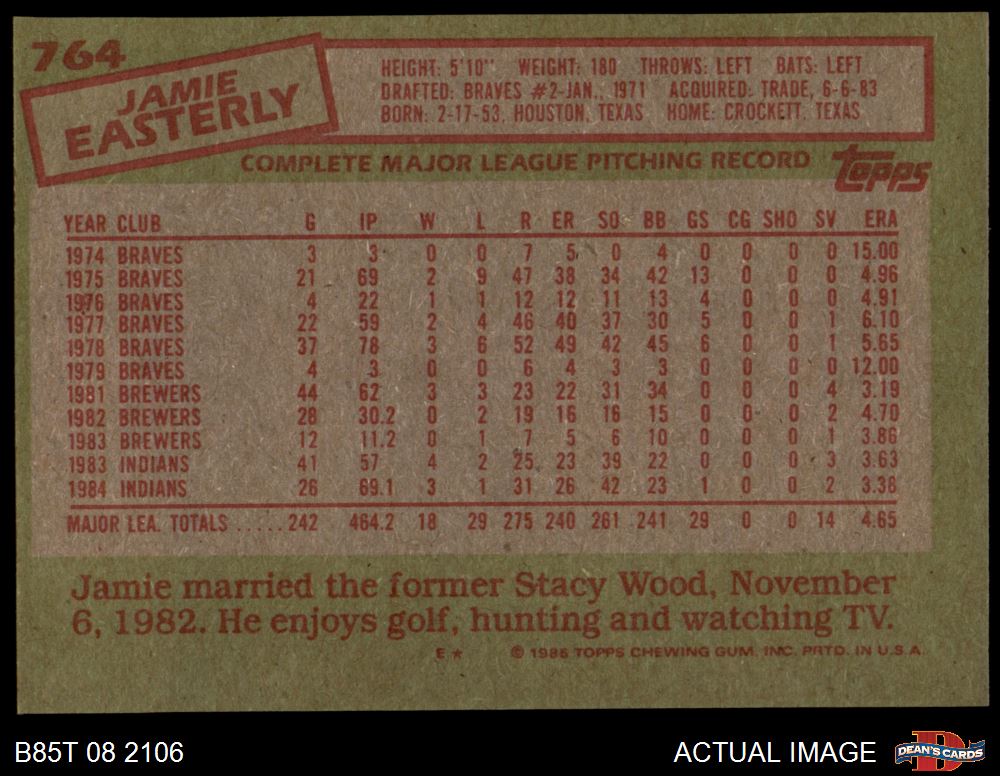 764
JAMIE
EASTERLY
HEIGHT: 5'10" WEIGHT: 180 THROWS: LEFT BATS: LEFT
DRAFTED: BRAVES #2-JAN., 1971 ACQUIRED: TRADE, 6-6-83
BORN: 2-17-53, HOUSTON, TEXAS HOME: CROCKETT, TEXAS
COMPLETE MAJOR LEAGUE PITCHING RECORD
topps
YEAR CLUB G IP W L R ER SO BB GS CG SHO SV ERA
1974 BRAVES 3 3 0 0 7 5 0 4 0 0 0 0 15.00
1975 BRAVES 21 69 2 9 47 38 34 42 13 0 0 0 4.96
1976 BRAVES 4 22 1 1 12 12 11 13 4 0 0 0 4.91
1977 BRAVES 22 59 2 4 46 40 37 30 5 0 0 1 6.10
1978 BRAVES 37 78 3 6 52 49 42 45 6 0 0 1 5.65
1979 BRAVES 4 3 0 0 6 4 3 3 0 0 0 0 12.00
1981 BREWERS 44 62 3 3 23 22 31 34 0 0 0 4 3.19
1982 BREWERS 28 30.2 0 2 19 16 16 15 0 0 0 2 4.70
1983 BREWERS 12 11.2 0 1 7 5 6 10 0 0 0 1 3.86
1983 INDIANS 41 57 4 2 25 23 39 22 0 0 0 3 3.63
1984 INDIANS 26 69.1 3 1 31 26 42 23 1 0 0 2 3.38
MAJOR LEA. TOTALS ..... 242 464.2 18 29 275 240 261 241 29 0 0 14 4.65
Jamie married the former Stacy Wood, November
6, 1982. He enjoys golf, hunting and watching TV.
E * © 1985 TOPPS CHEWING GUM, INC. PRTD. IN U.S.A.
B85T 08 2106 ACTUAL IMAGE DEAN'S CARDS